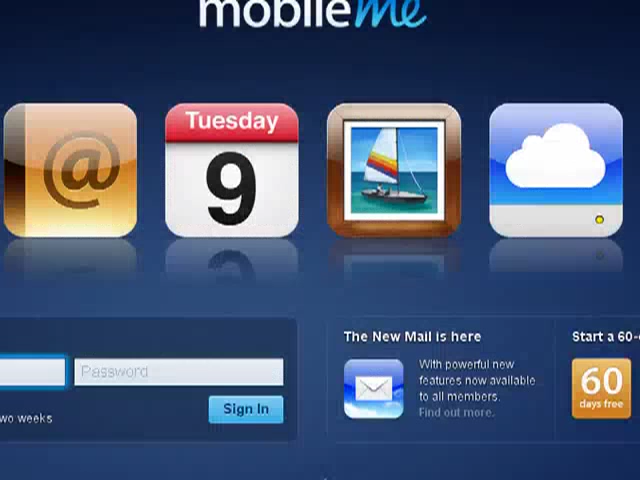 mobileme
@
Tuesday
9
Password
Sign In
wo weeks
The New Mail is here
With powerful new
features now available
to all members.
Find out more.
Start a 60-
60
days free